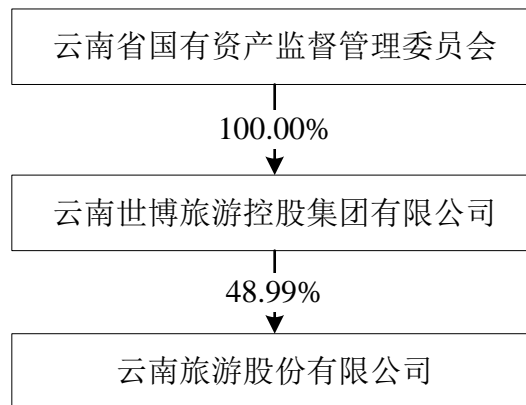 云南省国有资产监督管理委员会
100.00%
云南世博旅游控股集团有限公司
48.99%
云南旅游股份有限公司